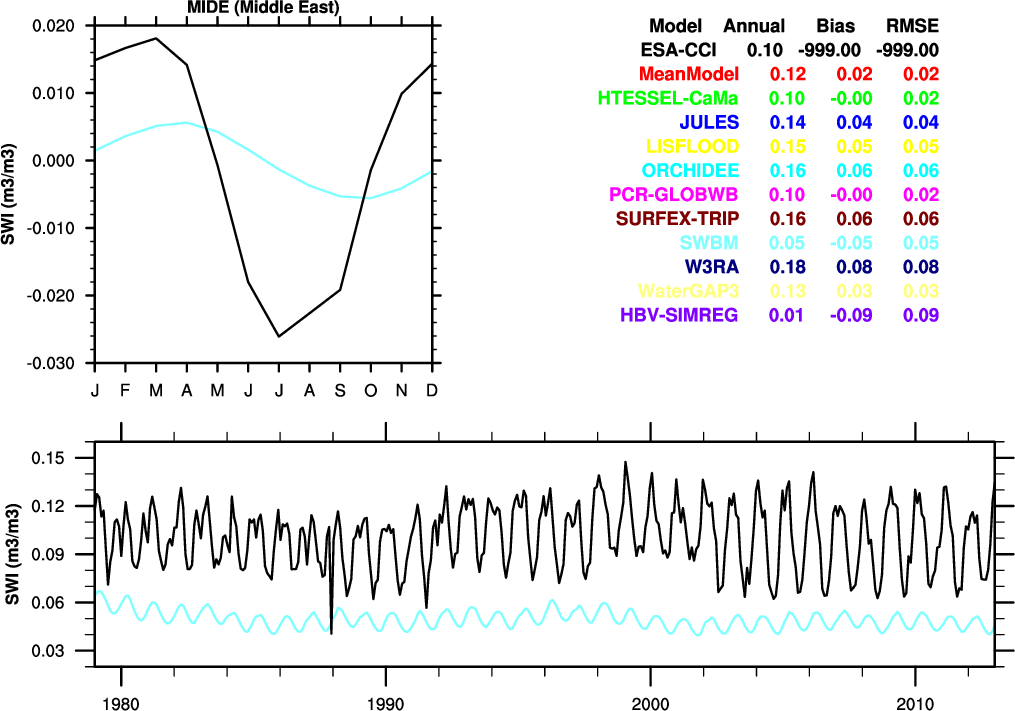 MIDE (Middle East)
0.020
0.010
0.000
-0.010
-0.020
-0.030
SWI (m3/m3)
J F M A M J J A S O N D
Model Annual Bias RMSE
ESA-CCI 0.10 -999.00 -999.00
MeanModel 0.12 0.02 0.02
HTESSEL-CaMa 0.10 -0.00 0.02
JULES 0.14 0.04 0.04
LISFLOOD 0.15 0.05 0.05
ORCHIDEE 0.16 0.06 0.06
PCR-GLOBWB 0.10 -0.00 0.02
SURFEX-TRIP 0.16 0.06 0.06
SWBM 0.05 -0.05 0.05
W3RA 0.18 0.08 0.08
WaterGAP3 0.13 0.03 0.03
HBV-SIMREG 0.01 -0.09 0.09
0.15
0.12
0.09
0.06
0.03
SWI (m3/m3)
1980 1990 2000 2010